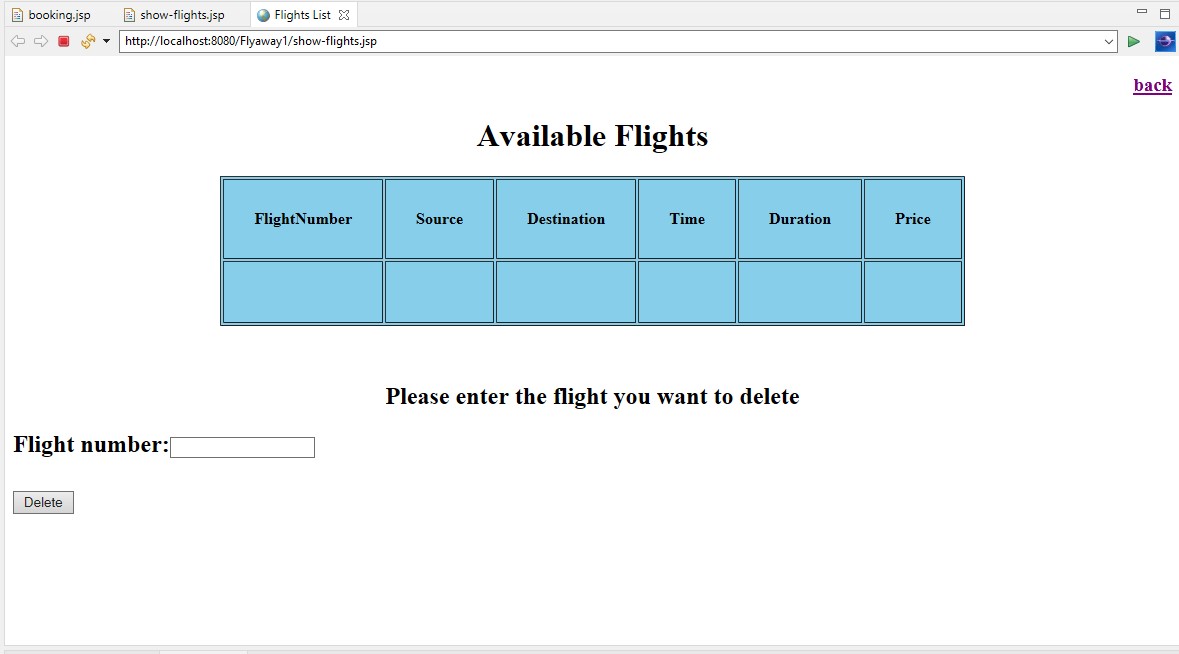 booking.jsp show-flights.jsp Flights List
http://localhost:8080/Flyaway1/show-flights.jsp
back
Available Flights
FlightNumber Source Destination Time Duration Price
Please enter the flight you want to delete
Flight number:
Delete